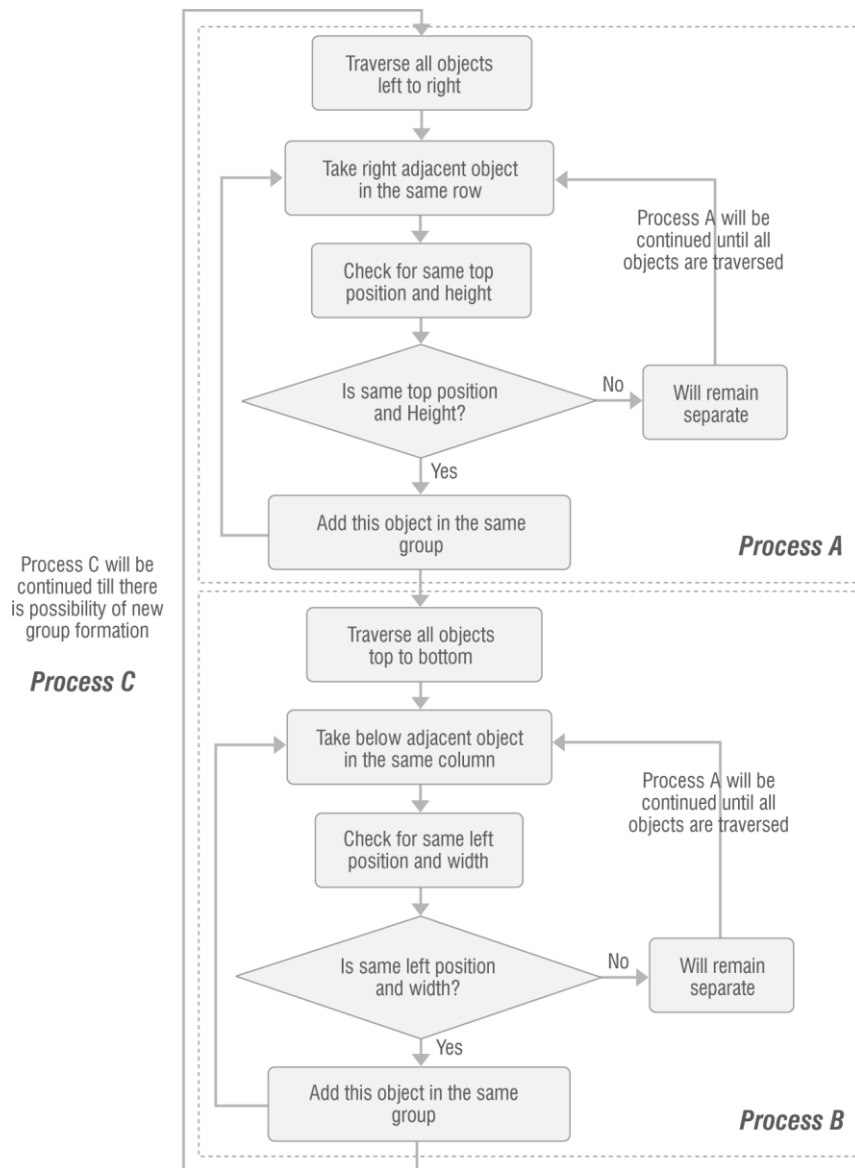 Traverse all objects
left to right
Take right adjacent object
in the same row
Process A will be
continued until all
objects are traversed
Check for same top
position and height
Is same top position
and Height?
No
Will remain
separate
Yes
Add this object in the same
group
Process A
Process C will be
continued till there
is possibility of new
group formation
Process C
Traverse all objects
top to bottom
Take below adjacent object
in the same column
Process A will be
continued until all
objects are traversed
Check for same left
position and width
Is same left position
and width?
No
Will remain
separate
Yes
Add this object in the same
group
Process B